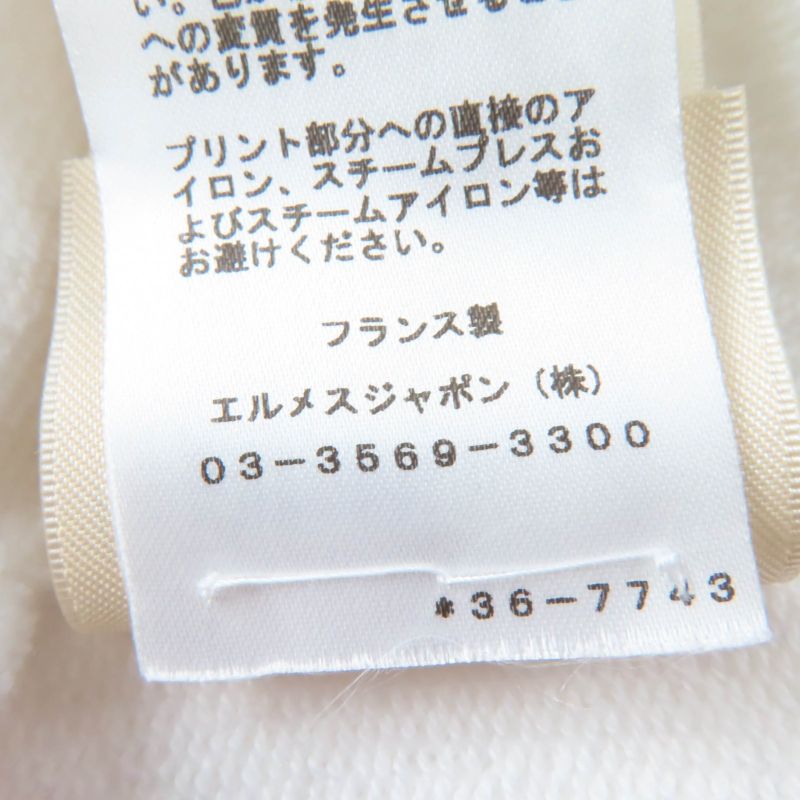 への変質を発生させる
があります。
プリント部分への直接のア
イロン、スチームプレスお
よびスチームアイロン等は
お避けください。
フランス製
エルメスジャポン（株）
03-3569-3300
*36-7743